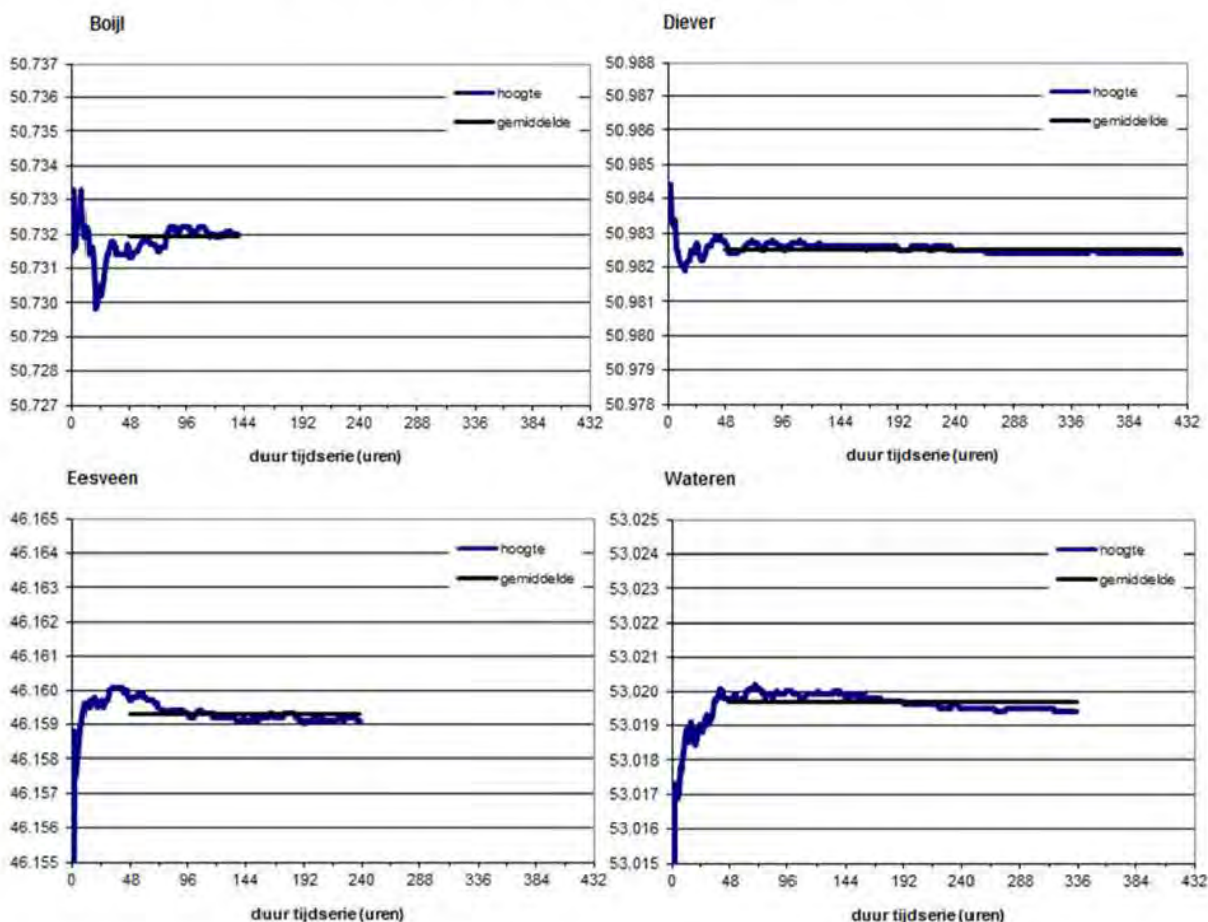 Boijl
50.737
50.736
50.735
50.734
50.733
50.732
50.731
50.730
50.729
50.728
50.727
hoogte
gemiddelde
0 48 96 144 192 240 288 336 384 432
duur tijdserie (uren)
Diever
50.988
50.987
50.986
50.985
50.984
50.983
50.982
50.981
50.980
50.979
50.978
hoogte
gemiddelde
0 48 96 144 192 240 288 336 384 432
duur tijdserie (uren)
Eesveen
46.165
46.164
46.163
46.162
46.161
46.160
46.159
46.158
46.157
46.156
46.155
hoogte
gemiddelde
0 48 96 144 192 240 288 336 384 432
duur tijdserie (uren)
Wateren
53.025
53.024
53.023
53.022
53.021
53.020
53.019
53.018
53.017
53.016
53.015
hoogte
gemiddelde
0 48 96 144 192 240 288 336 384 432
duur tijdserie (uren)